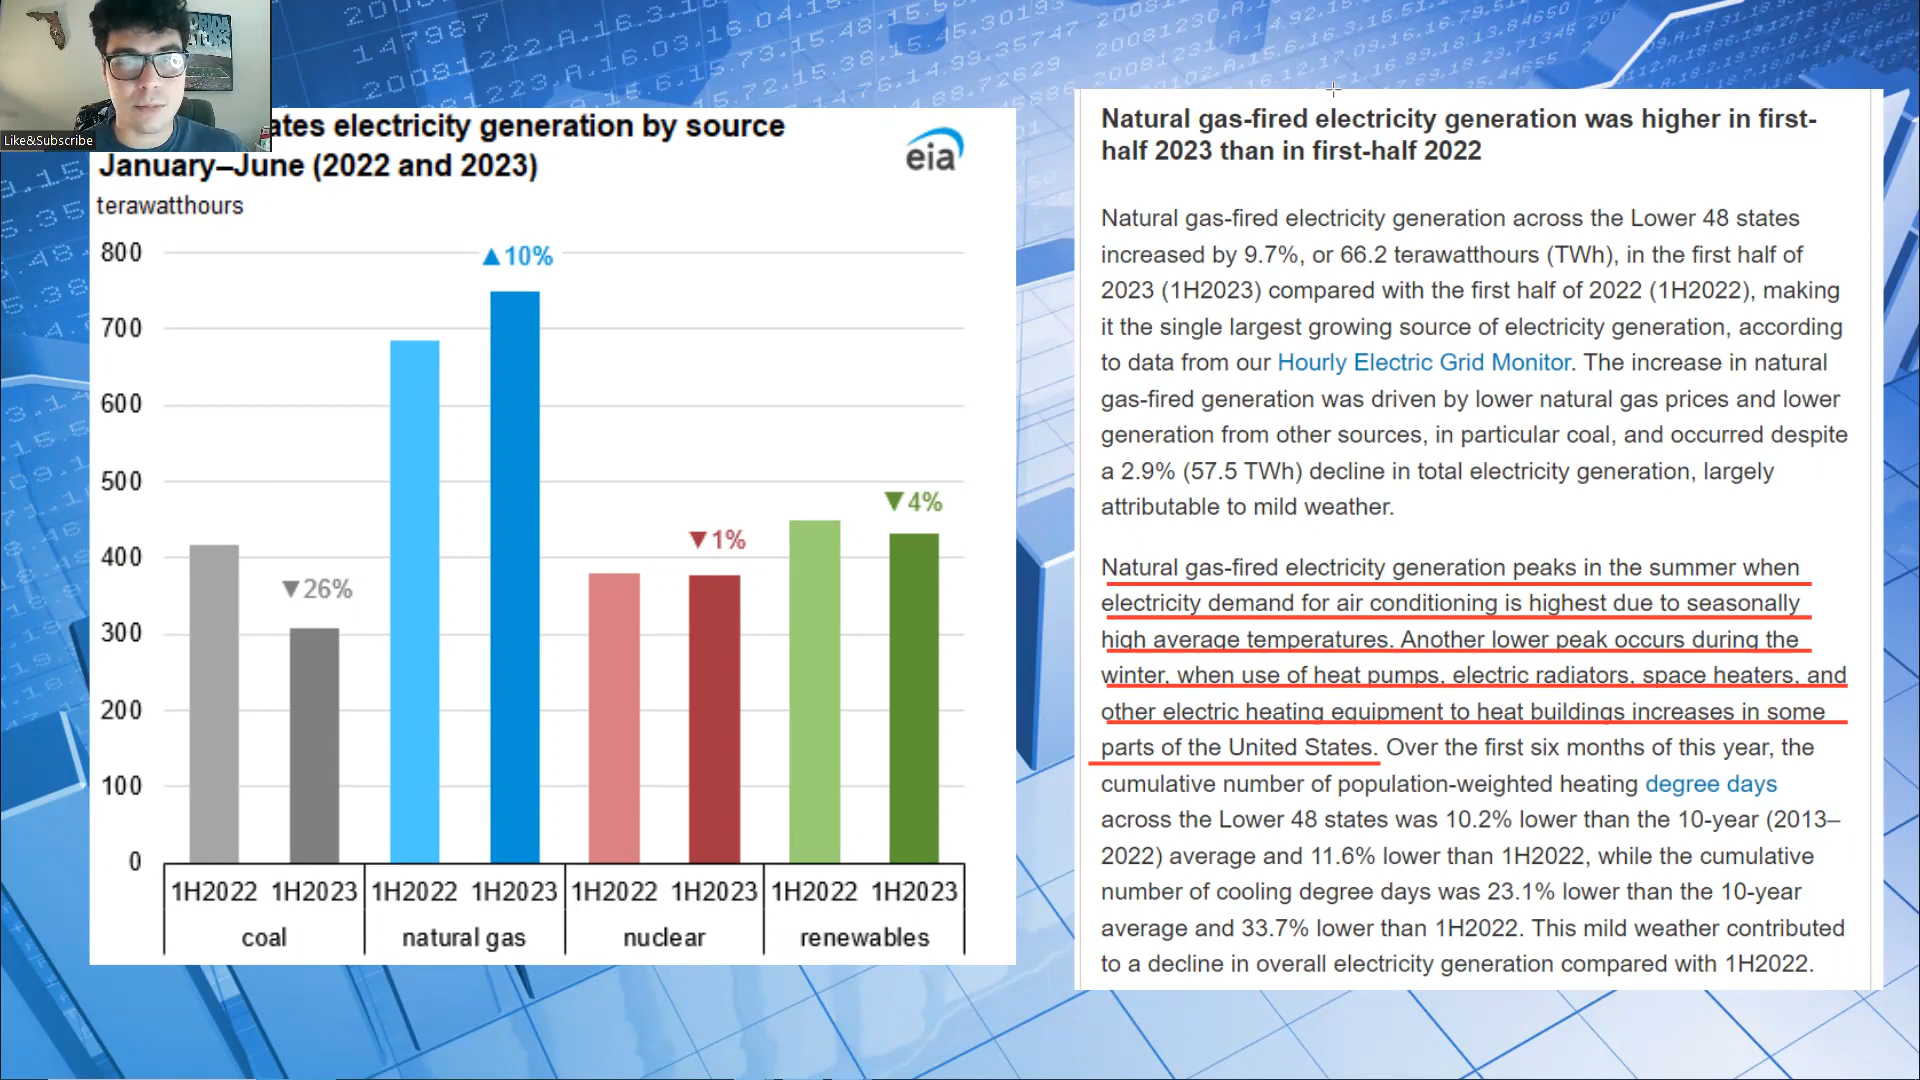 Like&Subscribe
ates electricity generation by source
January–June (2022 and 2023)
eia
terawatthours
800
700
600
500
400
300
200
100
0
▼26%
▲10%
▼1%
▼4%
1H2022 1H2023 1H2022 1H2023 1H2022 1H2023 1H2022 1H2023
coal natural gas nuclear renewables
Natural gas-fired electricity generation was higher in first-
half 2023 than in first-half 2022
Natural gas-fired electricity generation across the Lower 48 states
increased by 9.7%, or 66.2 terawatthours (TWh), in the first half of
2023 (1H2023) compared with the first half of 2022 (1H2022), making
it the single largest growing source of electricity generation, according
to data from our Hourly Electric Grid Monitor. The increase in natural
gas-fired generation was driven by lower natural gas prices and lower
generation from other sources, in particular coal, and occurred despite
a 2.9% (57.5 TWh) decline in total electricity generation, largely
attributable to mild weather.
Natural gas-fired electricity generation peaks in the summer when
electricity demand for air conditioning is highest due to seasonally
high average temperatures. Another lower peak occurs during the
winter, when use of heat pumps, electric radiators, space heaters, and
other electric heating equipment to heat buildings increases in some
parts of the United States. Over the first six months of this year, the
cumulative number of population-weighted heating degree days
across the Lower 48 states was 10.2% lower than the 10-year (2013–
2022) average and 11.6% lower than 1H2022, while the cumulative
number of cooling degree days was 23.1% lower than the 10-year
average and 33.7% lower than 1H2022. This mild weather contributed
to a decline in overall electricity generation compared with 1H2022.